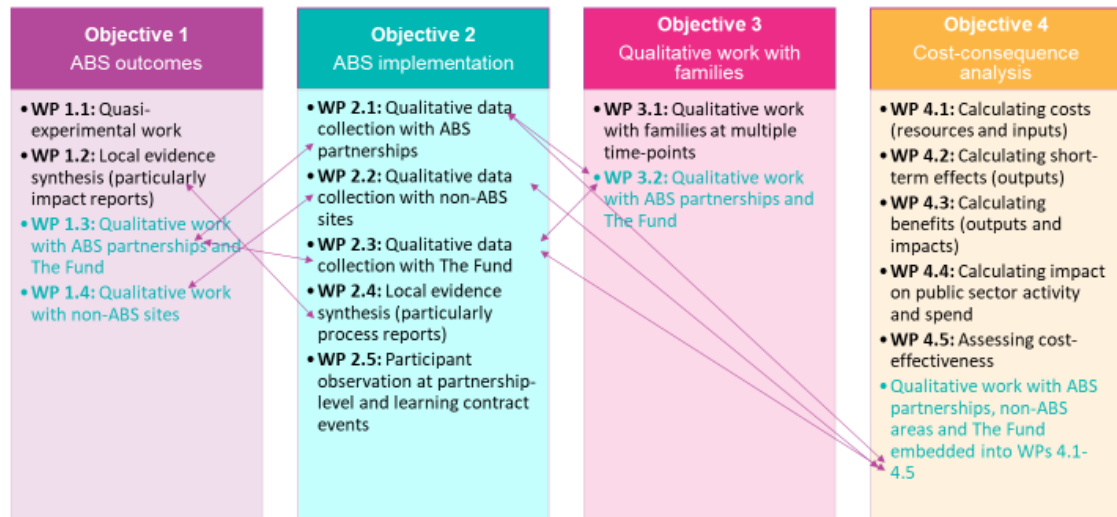 Objective 1
ABS outcomes
• WP 1.1: Quasi-
experimental work
• WP 1.2: Local evidence
synthesis (particularly
impact reports)
• WP 1.3: Qualitative work
with ABS partnerships and
The Fund
• WP 1.4: Qualitative work
with non-ABS sites
Objective 2
ABS implementation
• WP 2.1: Qualitative data
collection with ABS
partnerships
• WP 2.2: Qualitative data
collection with non-ABS
sites
• WP 2.3: Qualitative data
collection with The Fund
• WP 2.4: Local evidence
synthesis (particularly
process reports)
• WP 2.5: Participant
observation at partnership-
level and learning contract
events
Objective 3
Qualitative work with
families
• WP 3.1: Qualitative work
with families at multiple
time-points
• WP 3.2: Qualitative work
with ABS partnerships and
The Fund
Objective 4
Cost-consequence
analysis
• WP 4.1: Calculating costs
(resources and inputs)
• WP 4.2: Calculating short-
term effects (outputs)
• WP 4.3: Calculating
benefits (outputs and
impacts)
• WP 4.4: Calculating impact
on public sector activity
and spend
• WP 4.5: Assessing cost-
effectiveness
• Qualitative work with ABS
partnerships, non-ABS
areas and The Fund
embedded into WPs 4.1-
4.5